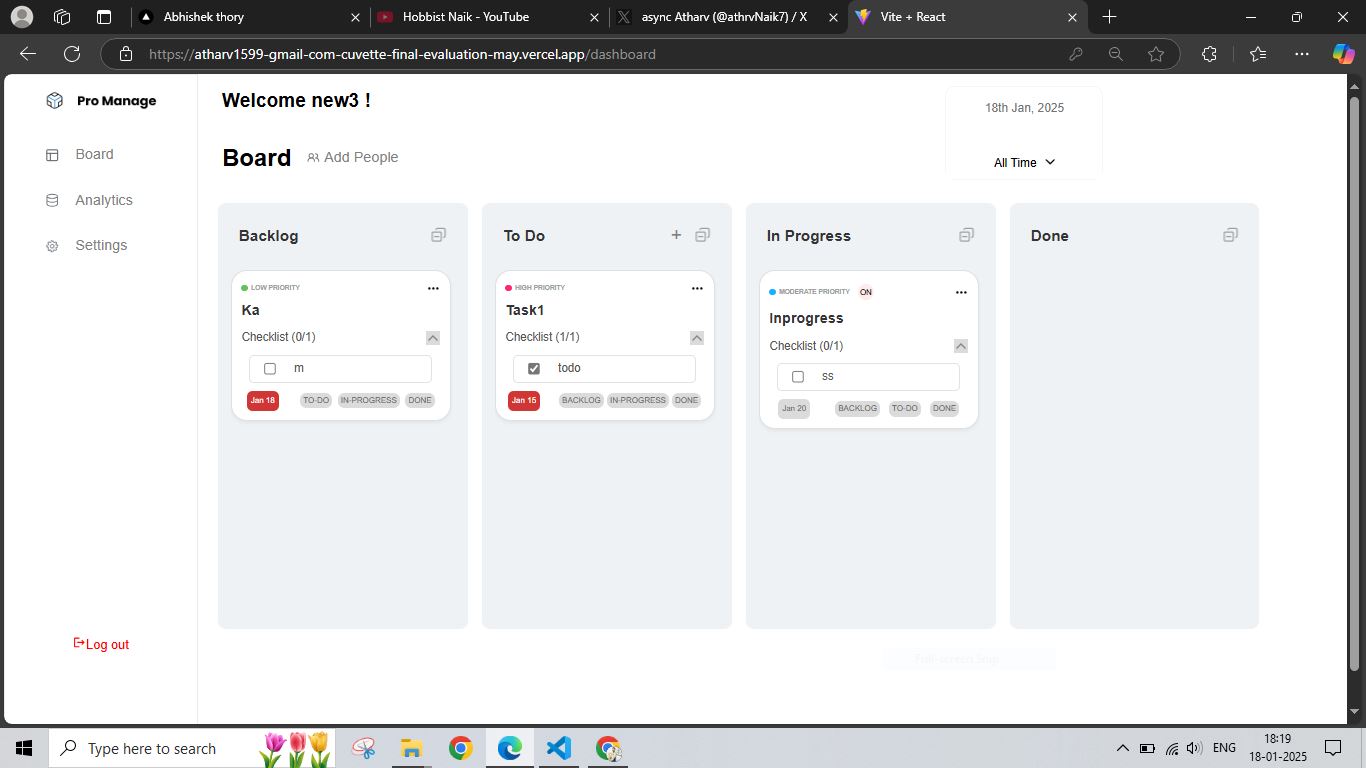 Abhishek thory
Hobbist Naik - YouTube
async Atharv (@athrvNaik7) / X
Vite + React
https://atharv1599-gmail-com-cuvette-final-evaluation-may.vercel.app/dashboard
Pro Manage
Board
Analytics
Settings
Log out
Welcome new3 !
18th Jan, 2025
Board
Add People
All Time
Backlog
LOW PRIORITY
Ka
Checklist (0/1)
m
Jan 18 TO-DO IN-PROGRESS DONE
To Do +
HIGH PRIORITY
Task1
Checklist (1/1)
todo
Jan 15 BACKLOG IN-PROGRESS DONE
In Progress
MODERATE PRIORITY ON
Inprogress
Checklist (0/1)
ss
Jan 20 BACKLOG TO-DO DONE
Done
Full-screen Snip
Type here to search
ENG
18:19
18-01-2025